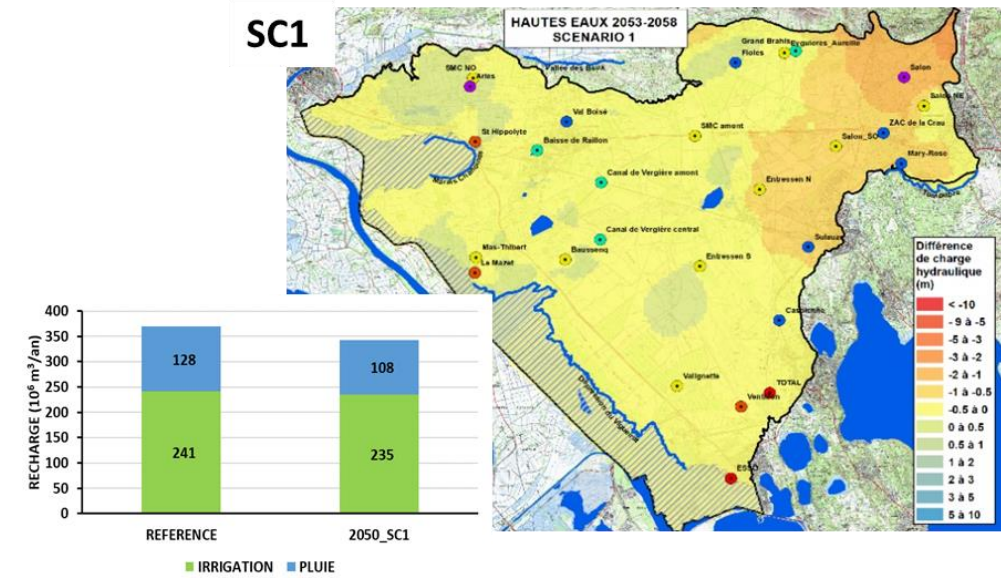 SC1
HAUTES EAUX 2053-2058
SCENARIO 1
Grand Brahis
Eyguieres_Aureille
Fioles
Vallée des Baux
SMC NO
Arles
Salon
Salon NE
Val Boisé
SMC amont
ZAC de la Crau
St Hippolyte
Baisse de Raillon
Salon_SO
Mary-Rose
Canal de Vergière amont
Entressen N
Canal de Vergière central
Mas-Thibert
Baussenq
Entressen S
La Mazet
Valignette
TOTAL
ESSO
Différence
de charge
hydraulique
(m)
< -10
- 9 à -5
-5 à -3
-3 à -2
-2 à -1
-1 à -0.5
-0.5 à 0
0 à 0.5
0.5 à 1
1 à 2
2 à 3
3 à 5
5 à 10
RECHARGE (10⁶ m³/an)
400
350
300
250
200
150
100
50
0
128
241
108
235
REFERENCE
2050_SC1
IRRIGATION
PLUIE